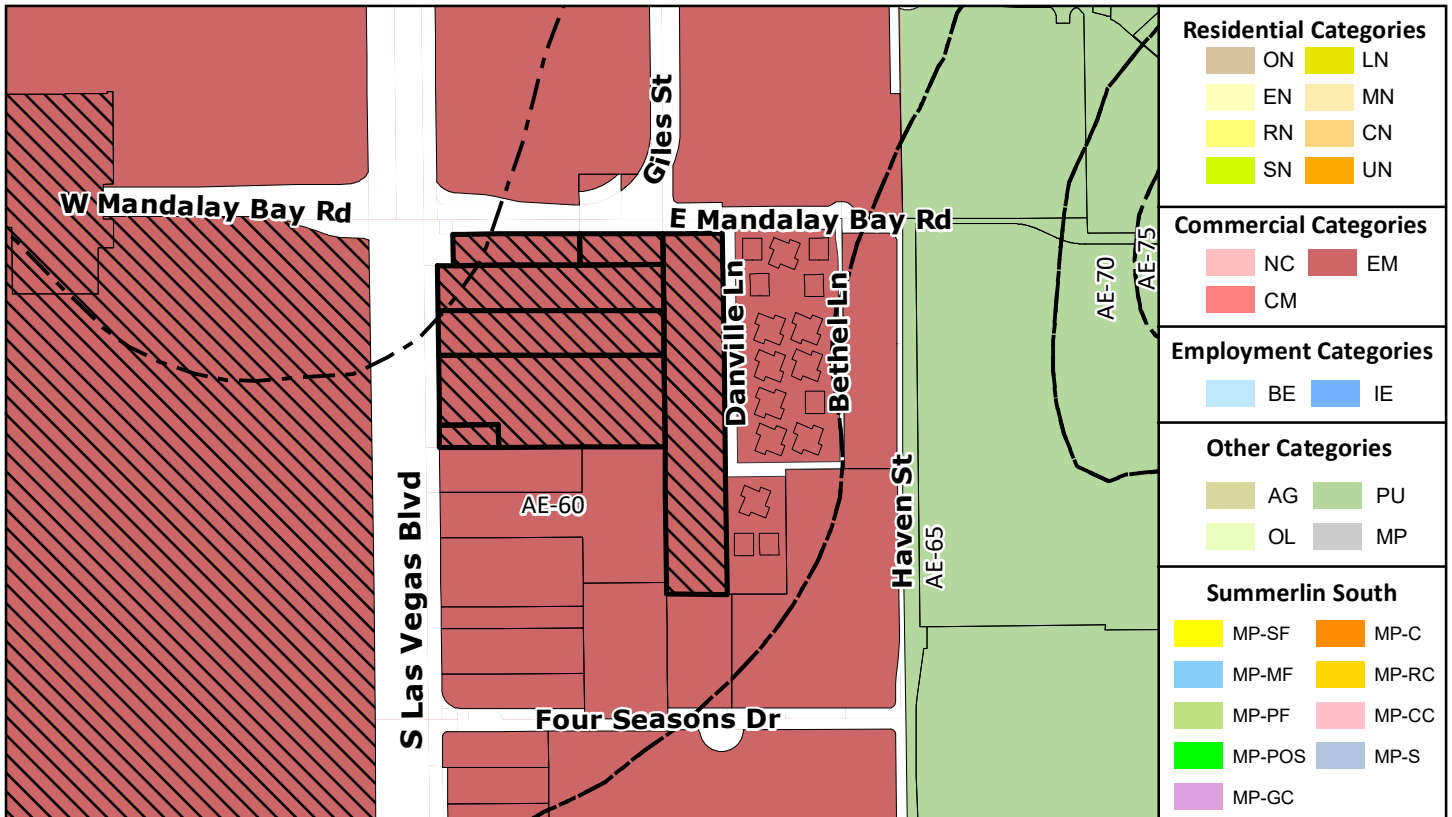 Giles St
W Mandalay Bay Rd
E Mandalay Bay Rd
AE-75
AE-70
Danville Ln
Bethel Ln
AE-60
S Las Vegas Blvd
Haven St
AE-65
Four Seasons Dr
Residential Categories
ON LN
EN MN
RN CN
SN UN
Commercial Categories
NC EM
CM
Employment Categories
BE IE
Other Categories
AG PU
OL MP
Summerlin South
MP-SF MP-C
MP-MF MP-RC
MP-PF MP-CC
MP-POS MP-S
MP-GC